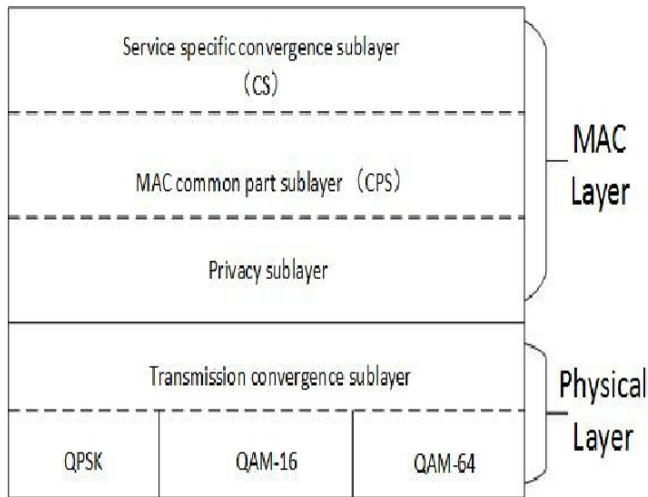 Service specific convergence sublayer
（CS）
MAC common part sublayer （CPS）
MAC
Layer
Privacy sublayer
Transmission convergence sublayer
Physical
Layer
QPSK QAM-16 QAM-64